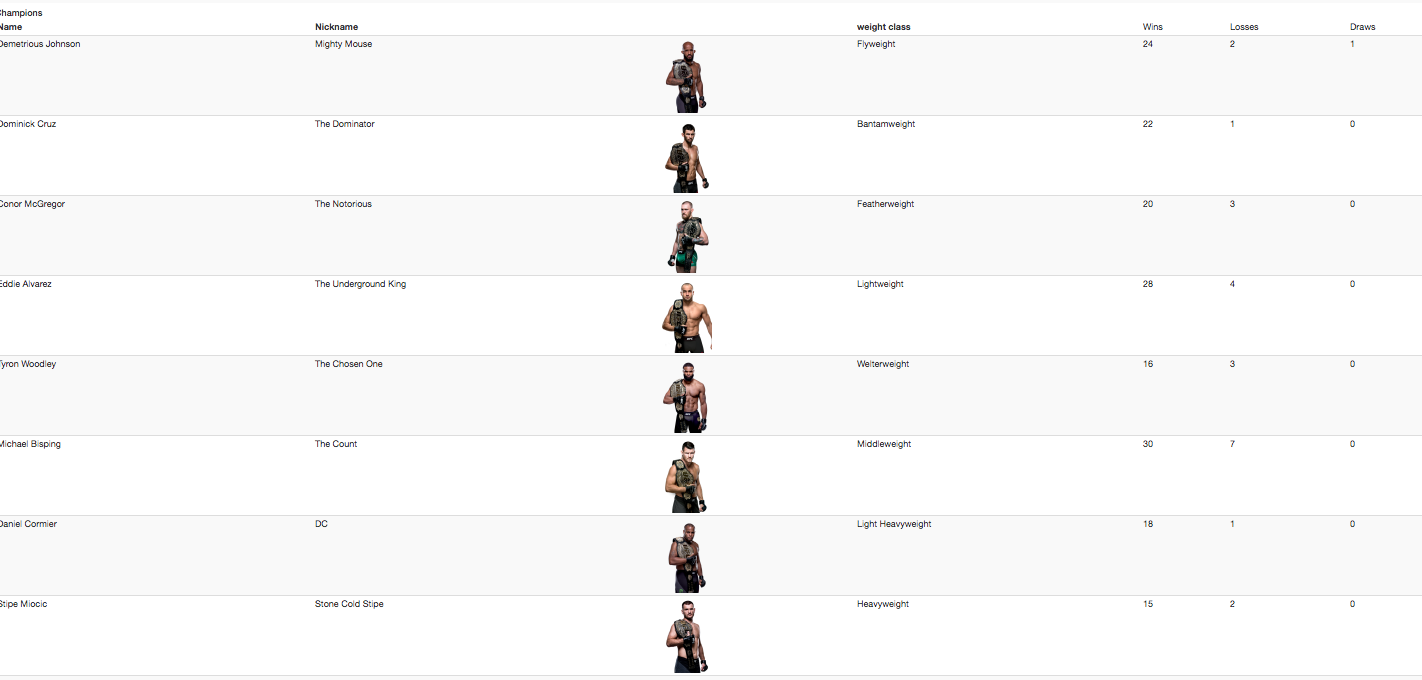 Champions
Name Nickname weight class Wins Losses Draws
Demetrious Johnson Mighty Mouse Flyweight 24 2 1
Dominick Cruz The Dominator Bantamweight 22 1 0
Conor McGregor The Notorious Featherweight 20 3 0
Eddie Alvarez The Underground King Lightweight 28 4 0
Tyron Woodley The Chosen One Welterweight 16 3 0
Michael Bisping The Count Middleweight 30 7 0
Daniel Cormier DC Light Heavyweight 18 1 0
Stipe Miocic Stone Cold Stipe Heavyweight 15 2 0